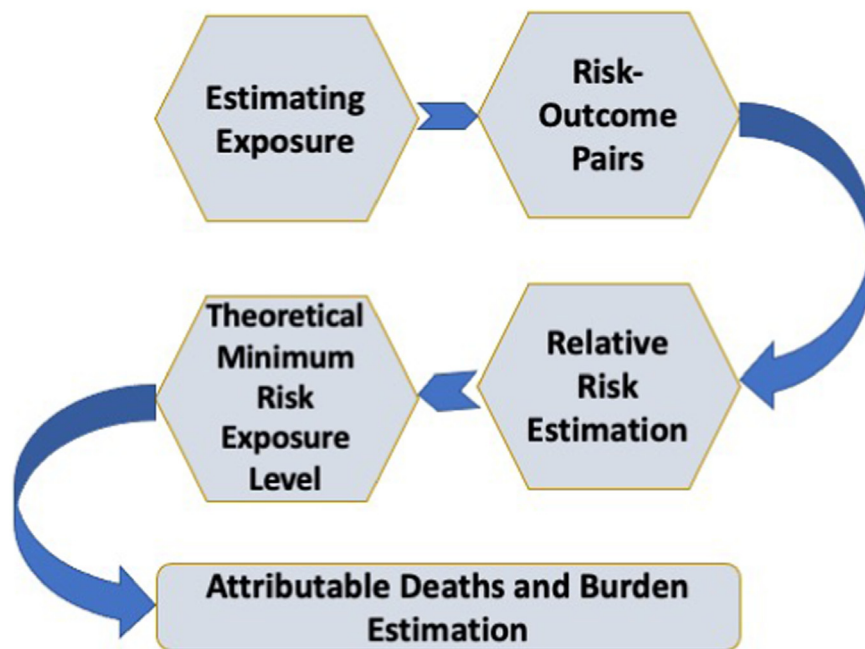 Estimating
Exposure
Risk-
Outcome
Pairs
Relative
Risk
Estimation
Theoretical
Minimum
Risk
Exposure
Level
Attributable Deaths and Burden
Estimation